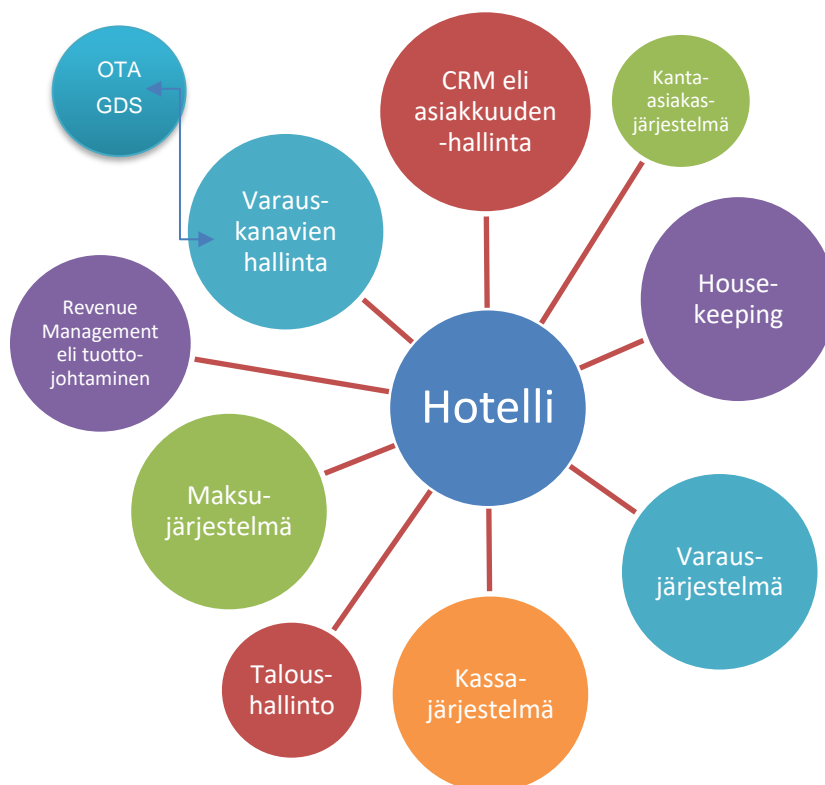 OTA
GDS
CRM eli
asiakkuuden
-hallinta
Kanta-
asiakas-
järjestelmä
Varaus-
kanavien
hallinta
House-
keeping
Revenue
Management
eli tuotto-
johtaminen
Hotelli
Maksu-
järjestelmä
Varaus-
järjestelmä
Talous-
hallinto
Kassa-
järjestelmä